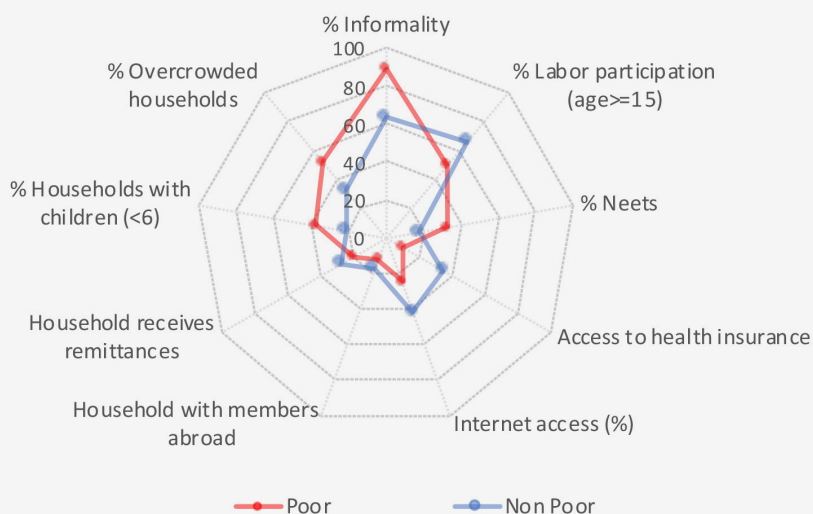 % Informality
100
% Overcrowded
households
% Labor participation
(age>=15)
80
60
40
% Households with
children (<6)
% Neets
20
0
Household receives
remittances
Access to health insurance
Household with members
abroad
Internet access (%)
Poor
Non Poor